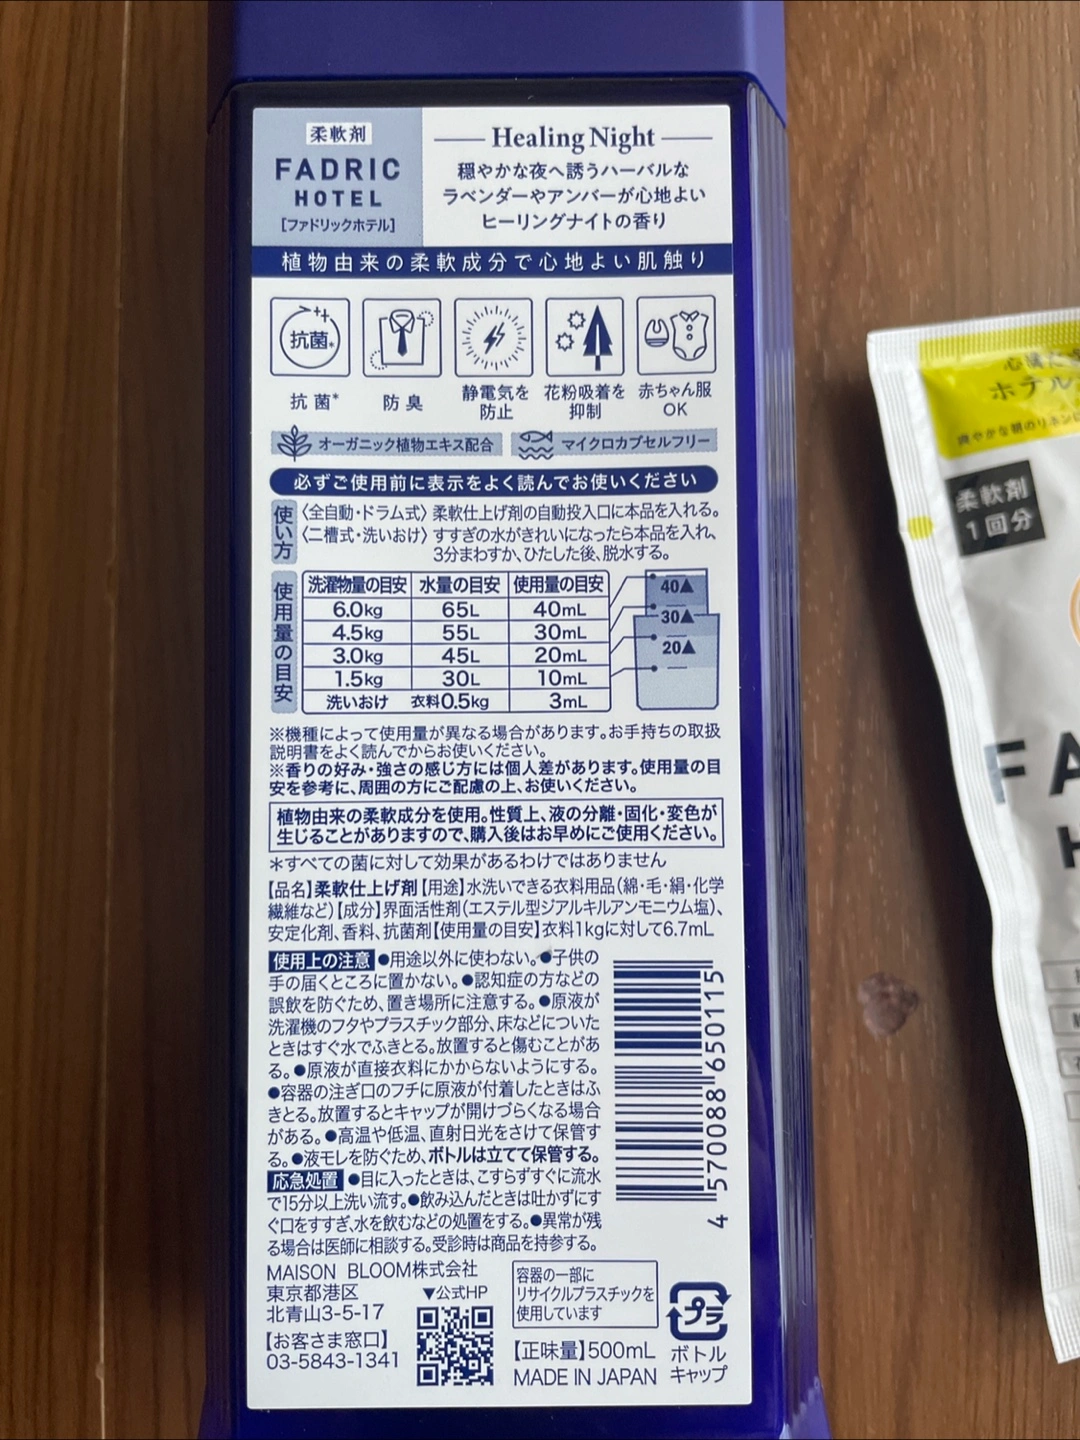 柔軟剤
FADRIC
HOTEL
[ファドリックホテル]
Healing Night
穏やかな夜へ誘うハーバルな
ラベンダーやアンバーが心地よい
ヒーリングナイトの香り
植物由来の柔軟成分で心地よい肌触り
抗菌*
抗菌*
防臭
静電気を
防止
花粉吸着を
抑制
赤ちゃん服
OK
オーガニック植物エキス配合
マイクロカプセルフリー
必ずご使用前に表示をよく読んでお使いください
使い方
〈全自動・ドラム式〉柔軟仕上げ剤の自動投入口に本品を入れる。
〈二槽式・洗いおけ〉すすぎの水がきれいになったら本品を入れ、
3分まわすか、ひたした後、脱水する。
使用量の目安
洗濯物量の目安 水量の目安 使用量の目安
6.0kg 65L 40mL
4.5kg 55L 30mL
3.0kg 45L 20mL
1.5kg 30L 10mL
洗いおけ 衣料0.5kg 3mL
40▲
30▲
20▲
※機種によって使用量が異なる場合があります。お手持ちの取扱
説明書をよく読んでからお使いください。
※香りの好み・強さの感じ方には個人差があります。使用量の目
安を参考に、周囲の方にご配慮の上、お使いください。
植物由来の柔軟成分を使用。性質上、液の分離・固化・変色が
生じることがありますので、購入後はお早めにご使用ください。
＊すべての菌に対して効果があるわけではありません
【品名】柔軟仕上げ剤【用途】水洗いできる衣料用品（綿・毛・絹・化学
繊維など）【成分】界面活性剤（エステル型ジアルキルアンモニウム塩）、
安定化剤、香料、抗菌剤【使用量の目安】衣料1kgに対して6.7mL
使用上の注意 ●用途以外に使わない。●子供の
手の届くところに置かない。●認知症の方などの
誤飲を防ぐため、置き場所に注意する。●原液が
洗濯機のフタやプラスチック部分、床などについた
ときはすぐ水でふきとる。放置すると傷むことがあ
る。●原液が直接衣料にかからないようにする。
●容器の注ぎ口のフチに原液が付着したときはふ
きとる。放置するとキャップが開けづらくなる場合
がある。●高温や低温、直射日光をさけて保管す
る。●液モレを防ぐため、ボトルは立てて保管する。
応急処置 ●目に入ったときは、こすらずすぐに流水
で15分以上洗い流す。●飲み込んだときは吐かずにす
ぐ口をすすぎ、水を飲むなどの処置をする。●異常が残
る場合は医師に相談する。受診時は商品を持参する。
4 570088 650115
MAISON BLOOM株式会社
東京都港区
北青山3-5-17
【お客さま窓口】
03-5843-1341
▼公式HP
容器の一部に
リサイクルプラスチックを
使用しています
【正味量】500mL
MADE IN JAPAN
プラ
ボトル
キャップ
ホテル
柔軟剤
1回分
FA
H